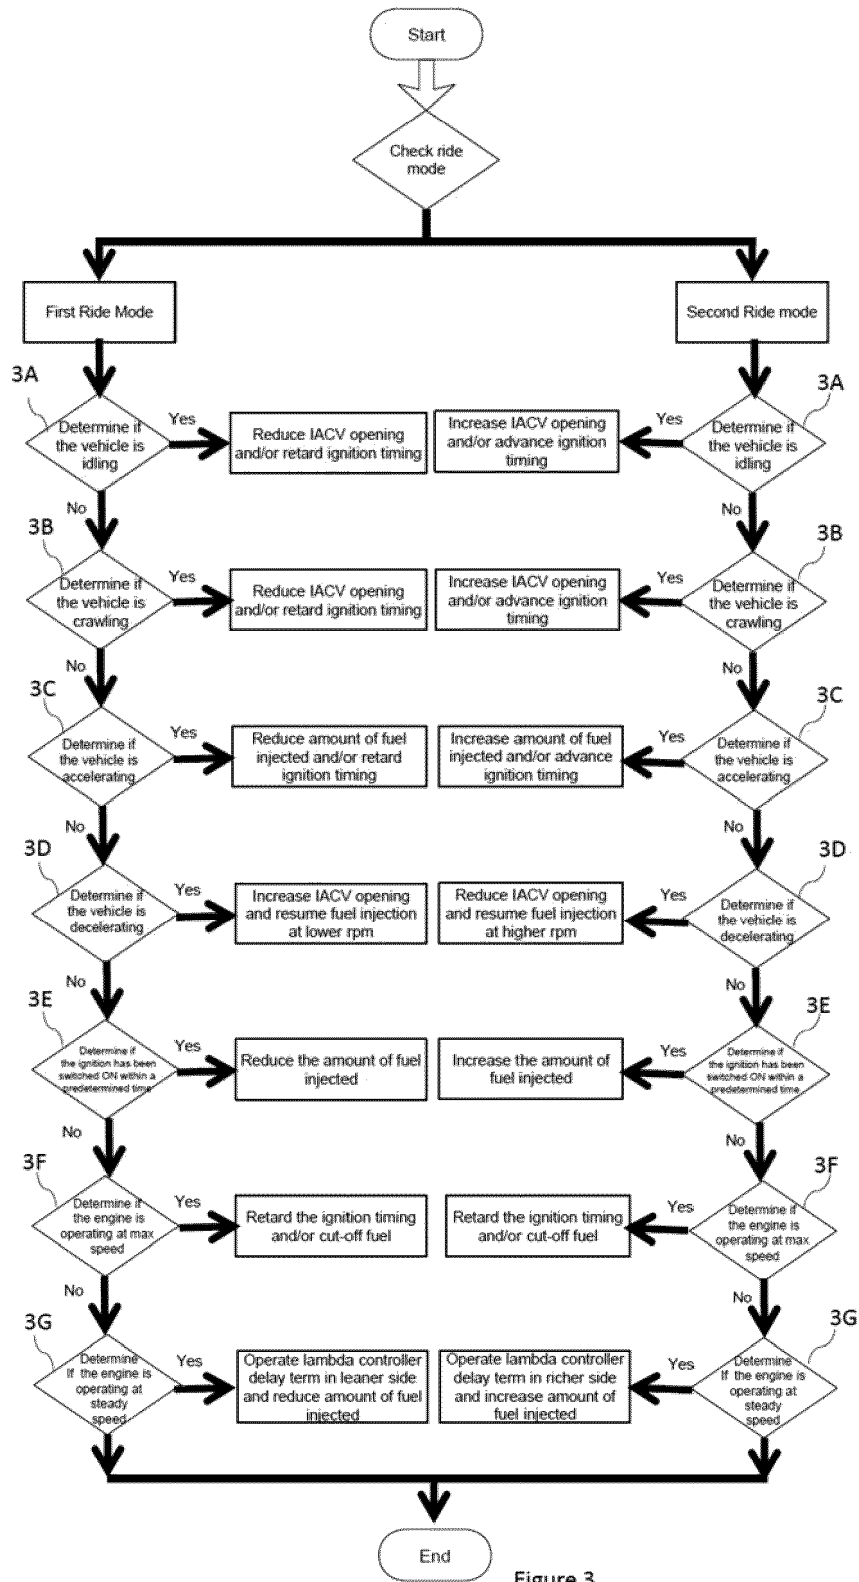 Start
Check ride
mode
First Ride Mode
Second Ride mode
3A
Determine if
the vehicle is
idling
Yes
Reduce IACV opening
and/or retard ignition timing
Increase IACV opening
and/or advance ignition
timing
Yes
Determine if
the vehicle is
idling
3A
No
No
3B
Determine if
the vehicle is
crawling
Yes
Reduce IACV opening
and/or retard ignition timing
Increase IACV opening
and/or advance ignition
timing
Yes
Determine if
the vehicle is
crawling
3B
No
No
3C
Determine if
the vehicle is
accelerating
Yes
Reduce amount of fuel
injected and/or retard
ignition timing
Increase amount of fuel
injected and/or advance
ignition timing
Yes
Determine if
the vehicle is
accelerating
3C
No
No
3D
Determine if
the vehicle is
decelerating
Yes
Increase IACV opening
and resume fuel injection
at lower rpm
Reduce IACV opening
and resume fuel injection
at higher rpm
Yes
Determine if
the vehicle is
decelerating
3D
No
No
3E
Determine if
the ignition has been
switched ON within a
predetermined time
Yes
Reduce the amount of fuel
injected
Increase the amount of
fuel injected
Yes
Determine if
the ignition has been
switched ON within a
predetermined time
3E
No
No
3F
Determine if
the engine is
operating at max
speed
Yes
Retard the ignition timing
and/or cut-off fuel
Retard the ignition timing
and/or cut-off fuel
Yes
Determine if
the engine is
operating at max
speed
3F
No
No
3G
Determine
If the engine is
operating at
steady
speed
Yes
Operate lambda controller
delay term in leaner side
and reduce amount of fuel
injected
Operate lambda controller
delay term in richer side
and increase amount of
fuel injected
Yes
Determine
If the engine is
operating at
steady
speed
3G
End
Figure 3